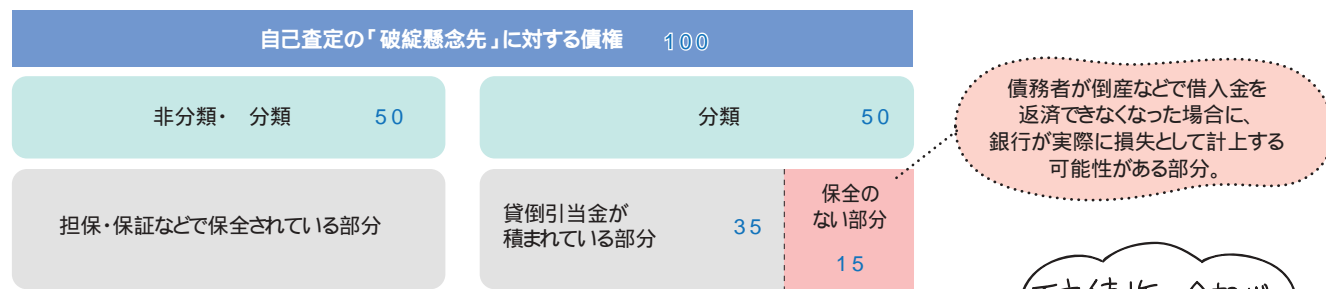 自己査定の「破綻懸念先」に対する債権 100
非分類・ 分類 50
分類 50
担保・保証などで保全されている部分
貸倒引当金が
積まれている部分 35
保全の
ない部分
15
債務者が倒産などで借入金を
返済できなくなった場合に、
銀行が実際に損失として計上する
可能性がある部分。